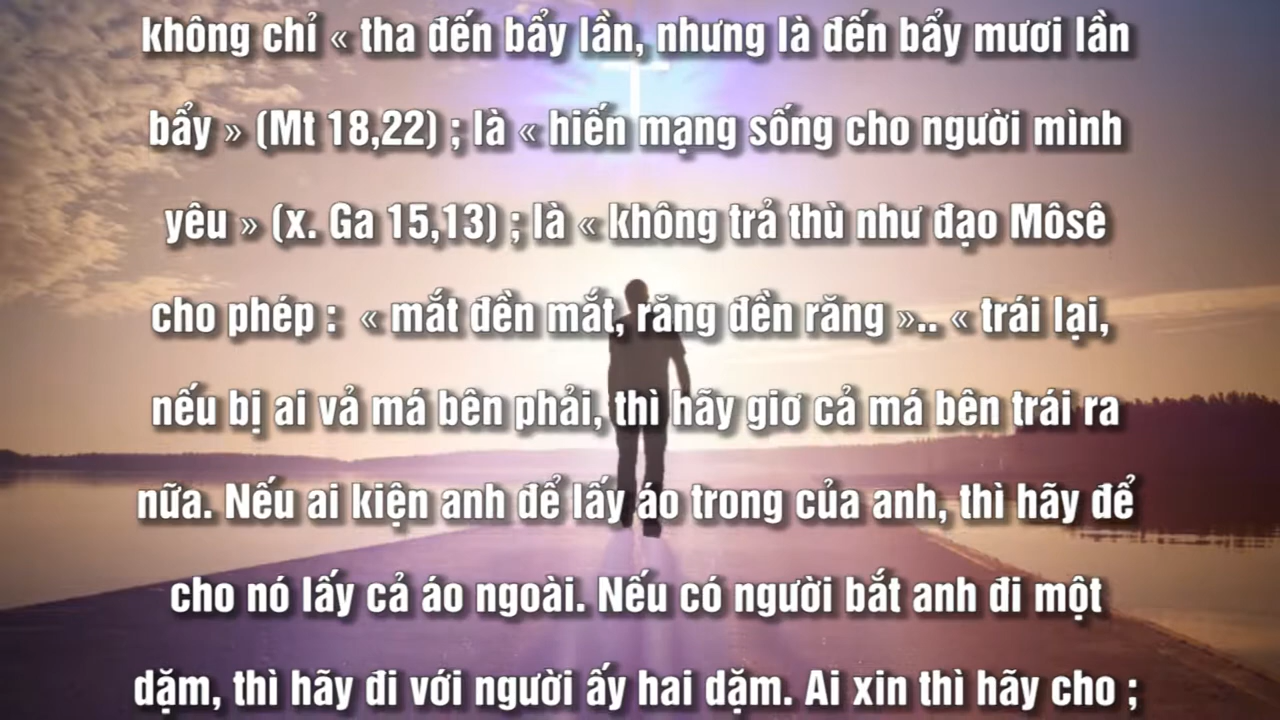 không chỉ « tha đến bẩy lần, nhưng là đến bẩy mươi lần
bẩy » (Mt 18,22) ; là « hiến mạng sống cho người mình
yêu » (x. Ga 15,13) ; là « không trả thù như đạo Môsê
cho phép :  « mắt đền mắt, răng đền răng ».. « trái lại,
nếu bị ai vả má bên phải, thì hãy giơ cả má bên trái ra
nữa. Nếu ai kiện anh để lấy áo trong của anh, thì hãy để
cho nó lấy cả áo ngoài. Nếu có người bắt anh đi một
dặm, thì hãy đi với người ấy hai dặm. Ai xin thì hãy cho ;